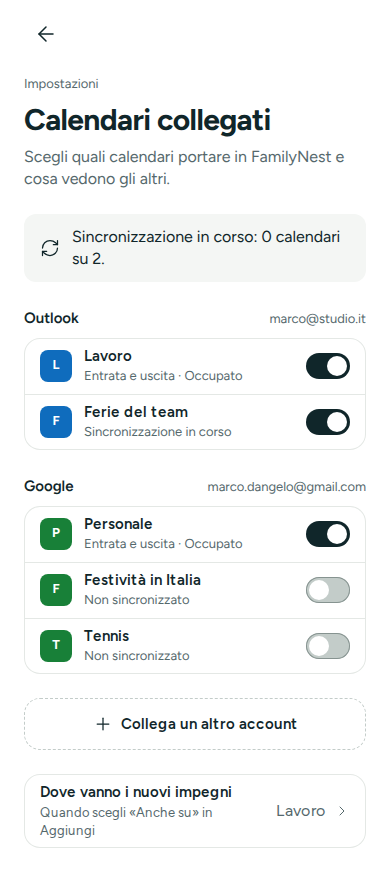 Impostazioni
Calendari collegati
Scegli quali calendari portare in FamilyNest e
cosa vedono gli altri.
Sincronizzazione in corso: 0 calendari
su 2.
Outlook marco@studio.it
L Lavoro
Entrata e uscita · Occupato
F Ferie del team
Sincronizzazione in corso
Google marco.dangelo@gmail.com
P Personale
Entrata e uscita · Occupato
F Festività in Italia
Non sincronizzato
T Tennis
Non sincronizzato
Collega un altro account
Dove vanno i nuovi impegni
Quando scegli «Anche su» in
Aggiungi
Lavoro